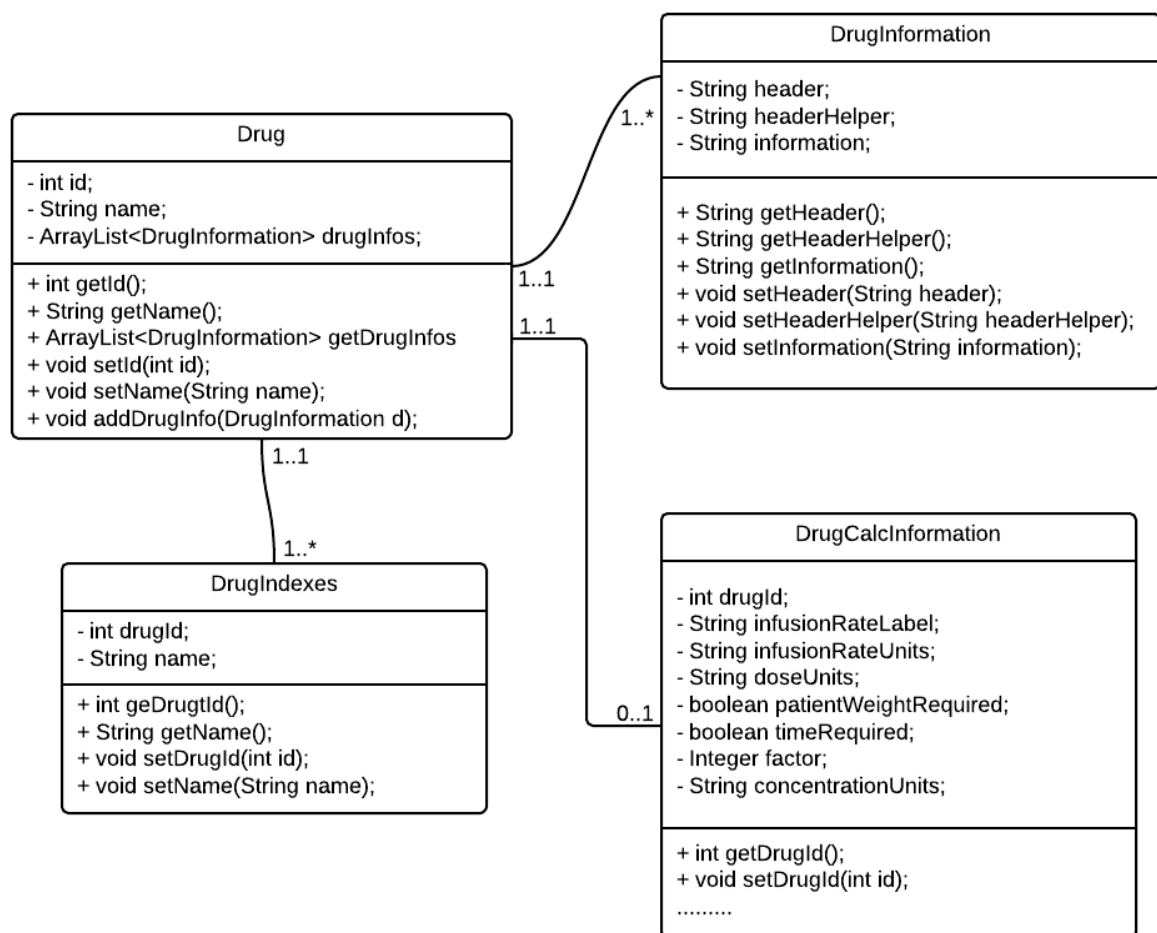 Drug
- int id;
- String name;
- ArrayList<DrugInformation> drugInfos;
+ int getId();
+ String getName();
+ ArrayList<DrugInformation> getDrugInfos
+ void setId(int id);
+ void setName(String name);
+ void addDrugInfo(DrugInformation d);
1..1
1..*
1..1
0..1
1..1
1..*
DrugInformation
- String header;
- String headerHelper;
- String information;
+ String getHeader();
+ String getHeaderHelper();
+ String getInformation();
+ void setHeader(String header);
+ void setHeaderHelper(String headerHelper);
+ void setInformation(String information);
DrugIndexes
- int drugId;
- String name;
+ int geDrugtId();
+ String getName();
+ void setDrugId(int id);
+ void setName(String name);
DrugCalcInformation
- int drugId;
- String infusionRateLabel;
- String infusionRateUnits;
- String doseUnits;
- boolean patientWeightRequired;
- boolean timeRequired;
- Integer factor;
- String concentrationUnits;
+ int getDrugId();
+ void setDrugId(int id);
.........